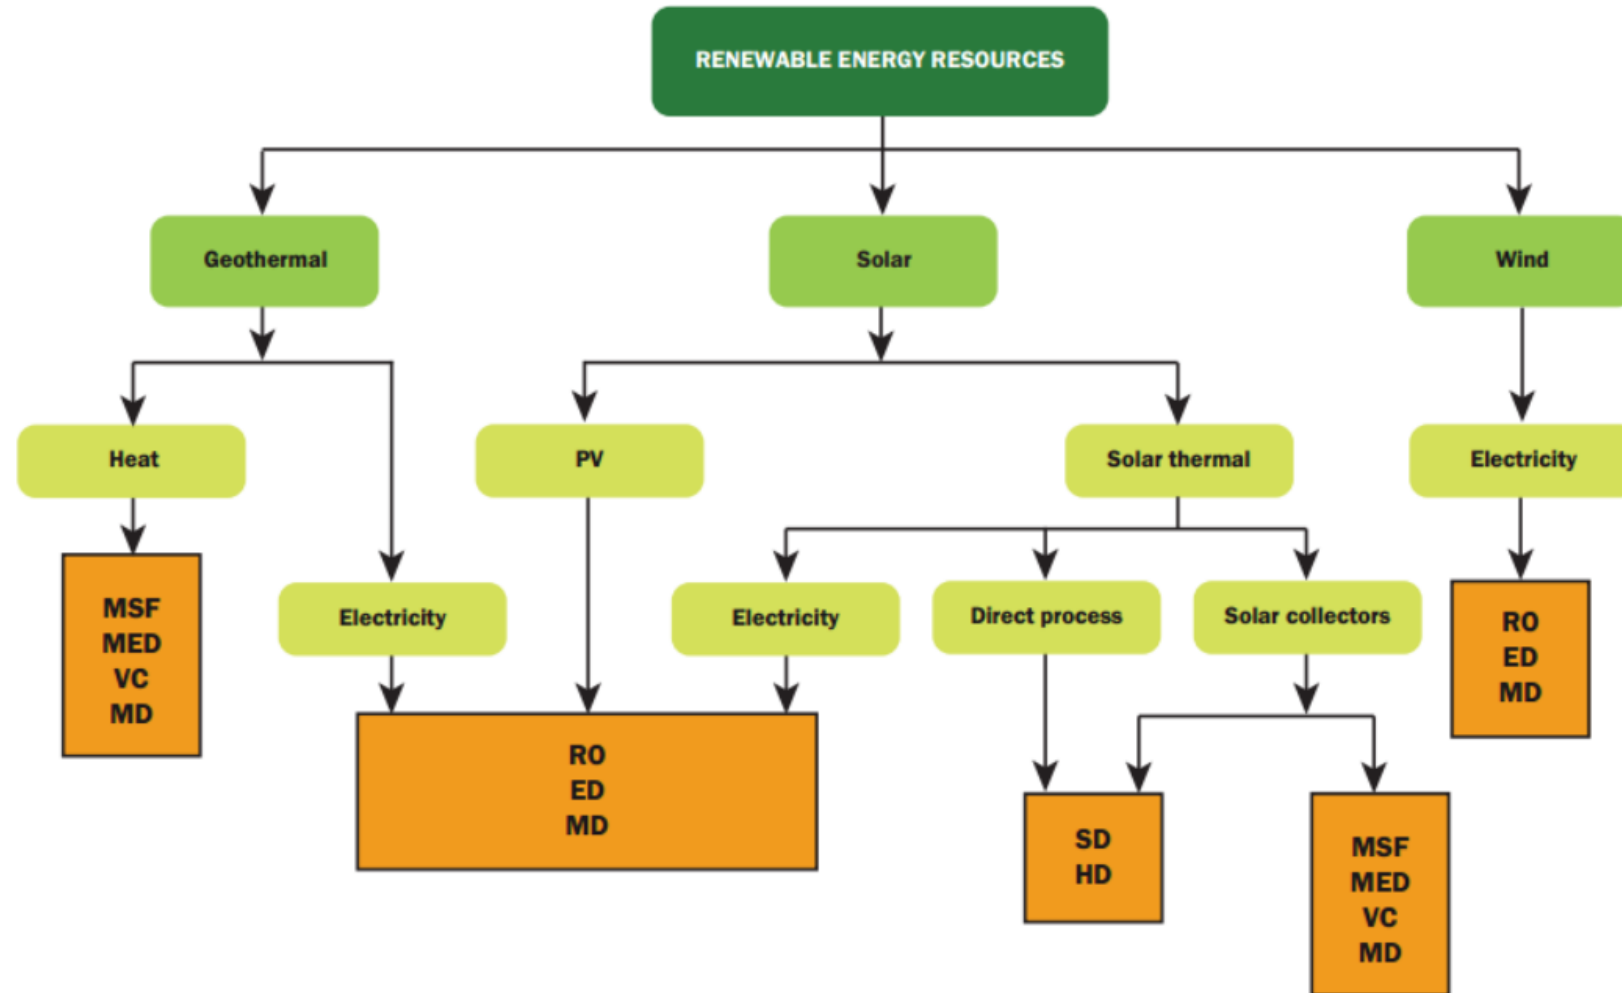 RENEWABLE ENERGY RESOURCES
Geothermal
Solar
Wind
Heat
PV
Solar thermal
Electricity
MSF
MED
VC
MD
Electricity
Electricity
Direct process
Solar collectors
RO
ED
MD
RO
ED
MD
SD
HD
MSF
MED
VC
MD